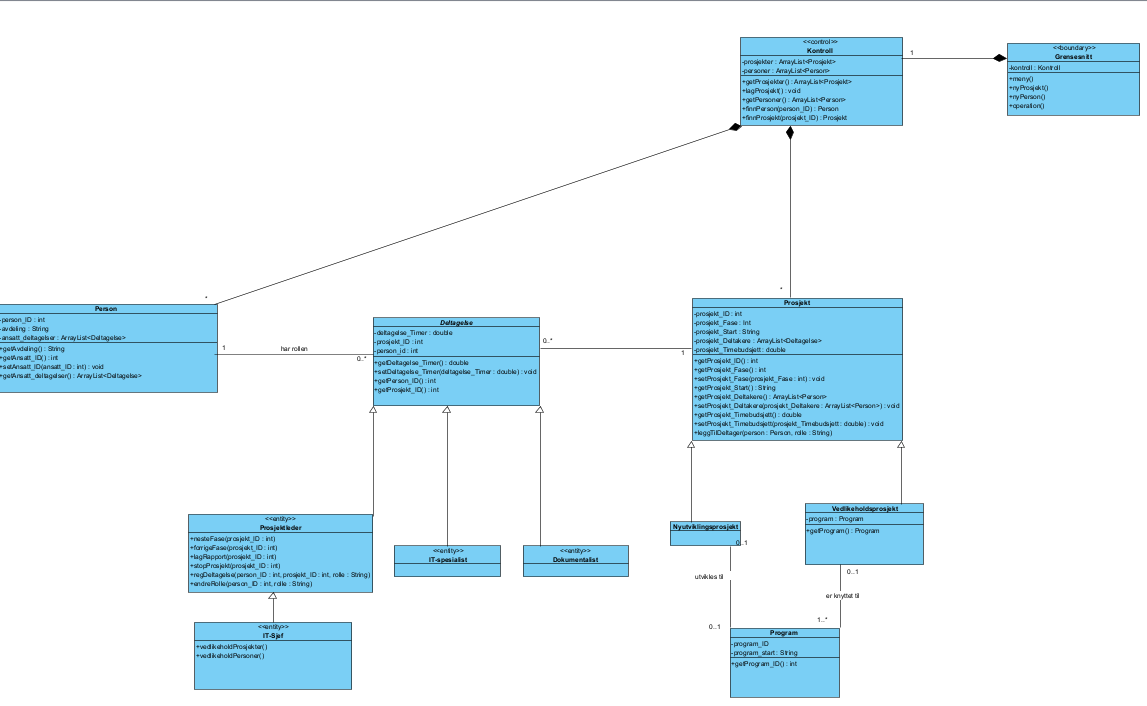 <<control>>
Kontroll
-prosjekter : ArrayList<Prosjekt>
-personer : ArrayList<Person>
+getProsjekter() : ArrayList<Prosjekt>
+lagProsjekt() : void
+getPersoner() : ArrayList<Person>
+finnPerson(person_ID) : Person
+finnProsjekt(prosjekt_ID) : Prosjekt
1
<<boundary>>
Grensesnitt
-kontroll : Kontroll
+meny()
+nyProsjekt()
+nyPerson()
+operation()
*
*
Person
-person_ID : int
-avdeling : String
-ansatt_deltagelser : ArrayList<Deltagelse>
+getAvdeling() : String
+getAnsatt_ID() : int
+setAnsatt_ID(ansatt_ID : int) : void
+getAnsatt_deltagelser() : ArrayList<Deltagelse>
1
har rollen
0..*
Deltagelse
-deltagelse_Timer : double
-prosjekt_ID : int
-person_id : int
+getDeltagelse_Timer() : double
+setDeltagelse_Timer(deltagelse_Timer : double) : void
+getPerson_ID() : int
+getProsjekt_ID() : int
0..*
1
Prosjekt
-prosjekt_ID : int
-prosjekt_Fase : Int
-prosjekt_Start : String
-prosjekt_Deltakere : ArrayList<Deltagelse>
-prosjekt_Timebudsjett : double
+getProsjekt_ID() : int
+getProsjekt_Fase() : int
+setProsjekt_Fase(prosjekt_Fase : int) : void
+getProsjekt_Start() : String
+getProsjekt_Deltakere() : ArrayList<Person>
+setProsjekt_Deltakere(prosjekt_Deltakere : ArrayList<Person>) : void
+getProsjekt_Timebudsjett() : double
+setProsjekt_Timebudsjett(prosjekt_Timebudsjett : double) : void
+leggTilDeltager(person : Person, rolle : String)
<<entity>>
Prosjektleder
+nesteFase(prosjekt_ID : int)
+forrigeFase(prosjekt_ID : int)
+lagRapport(prosjekt_ID : int)
+stopProsjekt(prosjekt_ID : int)
+regDeltagelse(person_ID : int, prosjekt_ID : int, rolle : String)
+endreRolle(person_ID : int, rolle : String)
<<entity>>
IT-spesialist
<<entity>>
Dokumentalist
<<entity>>
IT-Sjef
+vedlikeholdProsjekter()
+vedlikeholdPersoner()
Nyutviklingsprosjekt
0..1
utvikles til
0..1
Vedlikeholdsprosjekt
-program : Program
+getProgram() : Program
0..1
er knyttet til
1..*
Program
-program_ID
-program_start : String
+getProgram_ID() : int